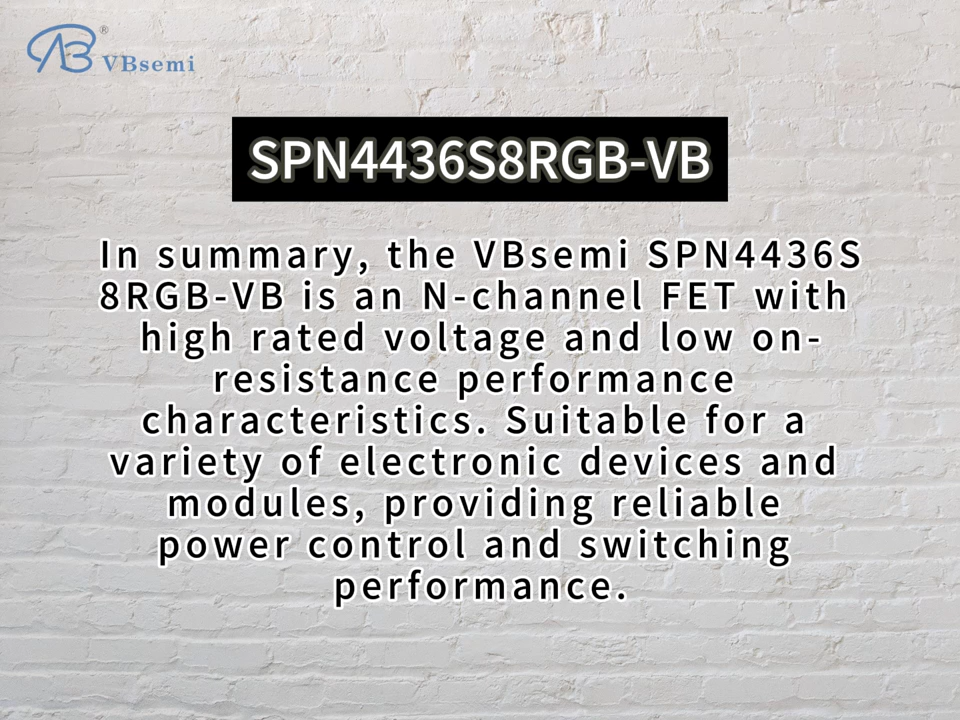 VBsemi
SPN4436S8RGB-VB
In summary, the VBsemi SPN4436S
8RGB-VB is an N-channel FET with
high rated voltage and low on-
resistance performance
characteristics. Suitable for a
variety of electronic devices and
modules, providing reliable
power control and switching
performance.